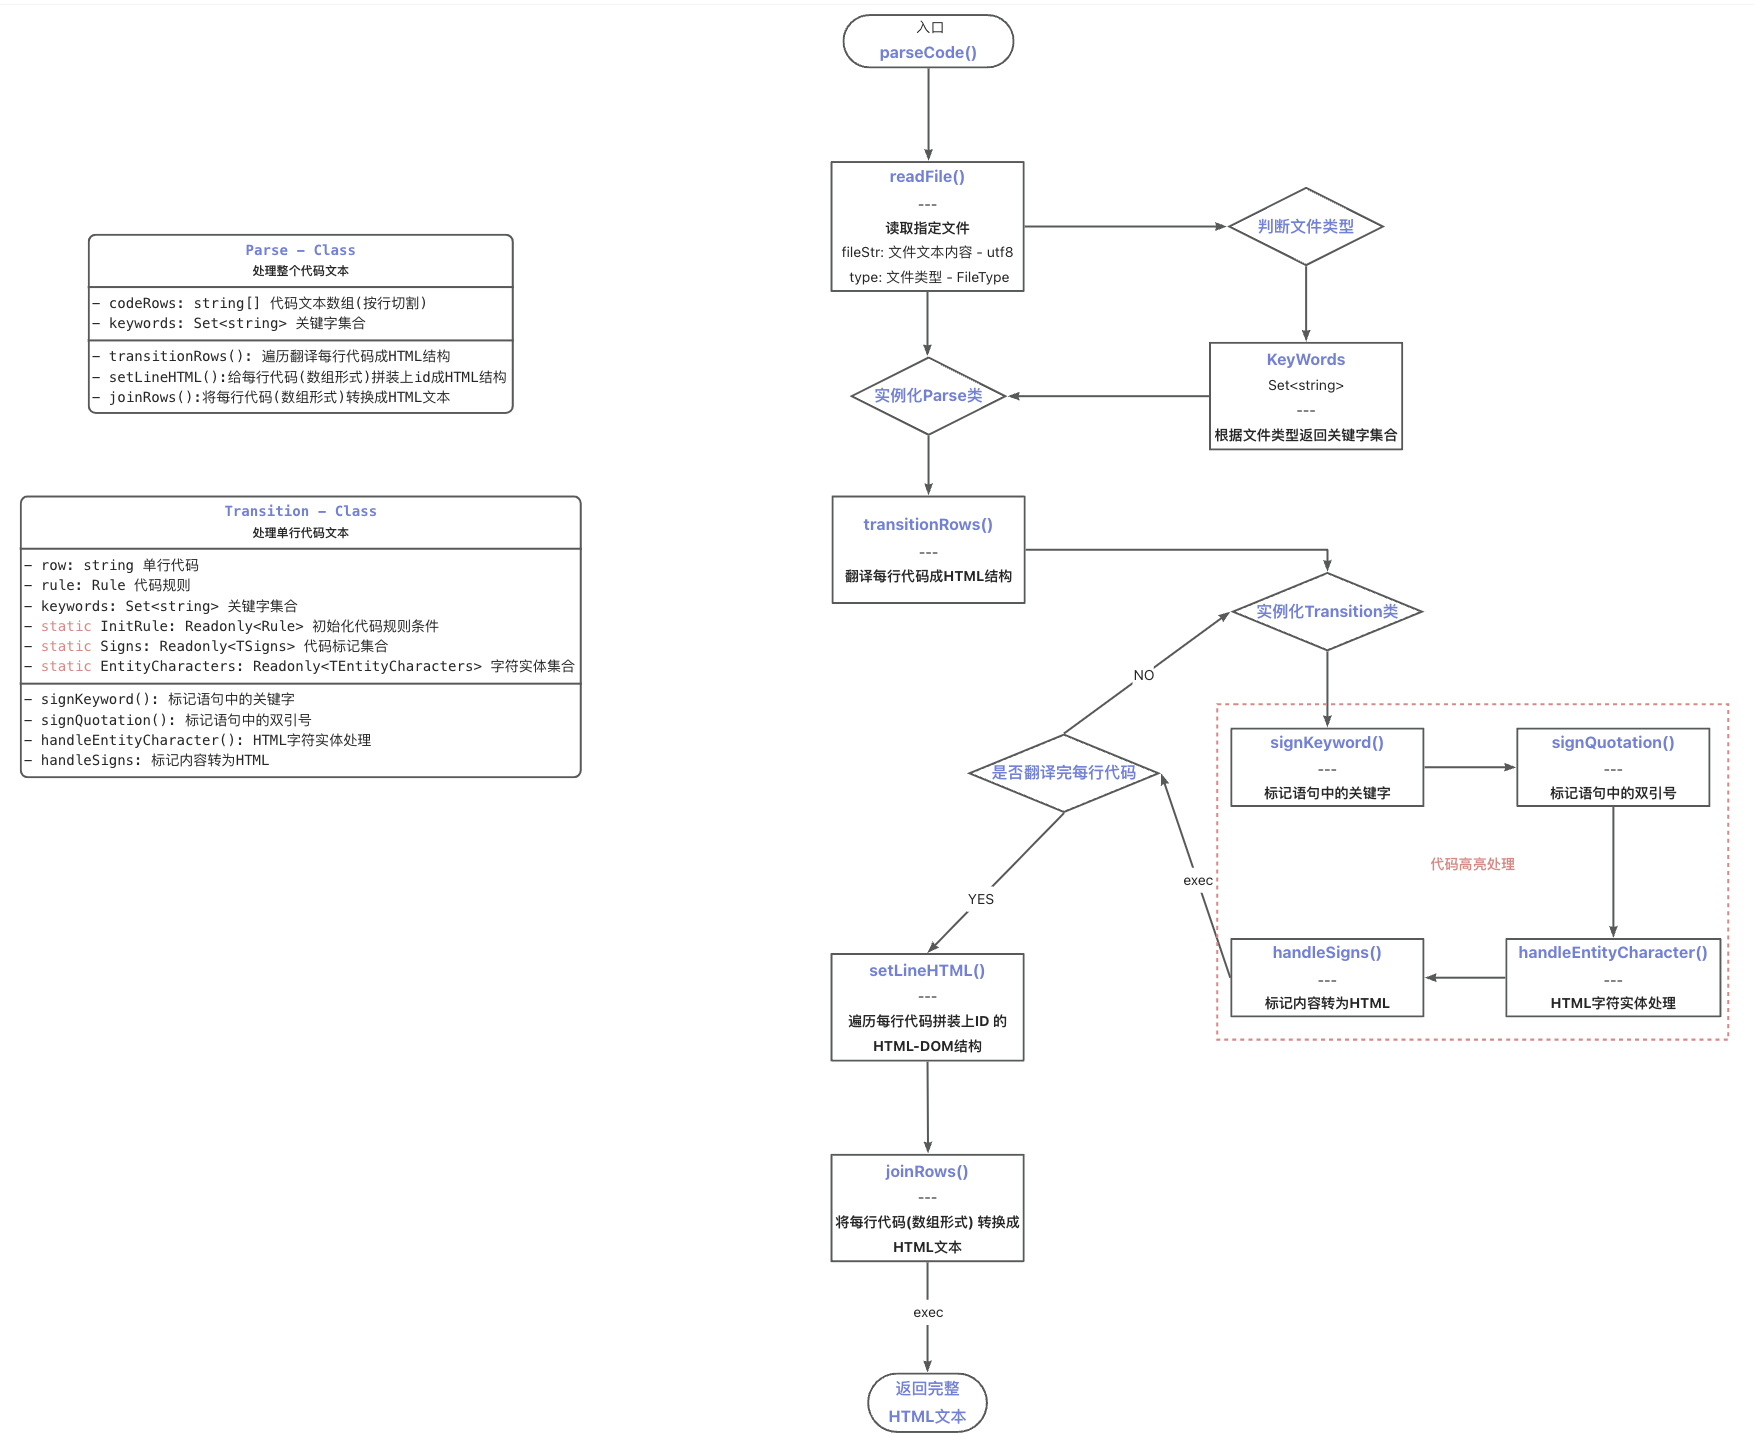 入口
parseCode()
readFile()
---
读取指定文件
fileStr: 文件文本内容 - utf8
type: 文件类型 - FileType
判断文件类型
KeyWords
Set<string>
---
根据文件类型返回关键字集合
实例化Parse类
Parse - Class
处理整个代码文本
- codeRows: string[] 代码文本数组(按行切割)
- keywords: Set<string> 关键字集合
- transitionRows(): 遍历翻译每行代码成HTML结构
- setLineHTML():给每行代码(数组形式)拼装上id成HTML结构
- joinRows():将每行代码(数组形式)转换成HTML文本
Transition - Class
处理单行代码文本
- row: string 单行代码
- rule: Rule 代码规则
- keywords: Set<string> 关键字集合
- static InitRule: Readonly<Rule> 初始化代码规则条件
- static Signs: Readonly<TSigns> 代码标记集合
- static EntityCharacters: Readonly<TEntityCharacters> 字符实体集合
- signKeyword(): 标记语句中的关键字
- signQuotation(): 标记语句中的双引号
- handleEntityCharacter(): HTML字符实体处理
- handleSigns: 标记内容转为HTML
transitionRows()
---
翻译每行代码成HTML结构
实例化Transition类
NO
signKeyword()
---
标记语句中的关键字
signQuotation()
---
标记语句中的双引号
是否翻译完每行代码
代码高亮处理
exec
YES
handleSigns()
---
标记内容转为HTML
handleEntityCharacter()
---
HTML字符实体处理
setLineHTML()
---
遍历每行代码拼装上ID 的
HTML-DOM结构
joinRows()
---
将每行代码(数组形式) 转换成
HTML文本
exec
返回完整
HTML文本